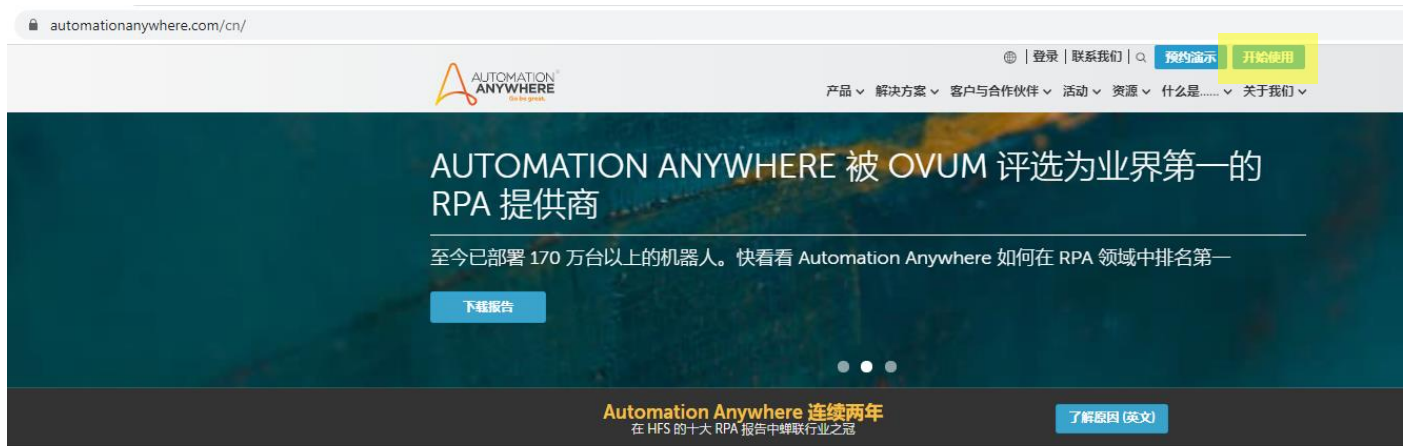 automationanywhere.com/cn/
登录 | 联系我们 | 预约演示 开始使用
AUTOMATION
ANYWHERE
Go be great.
产品 解决方案 客户与合作伙伴 活动 资源 什么是...... 关于我们
AUTOMATION ANYWHERE 被 OVUM 评选为业界第一的
RPA 提供商
至今已部署 170 万台以上的机器人。快看看 Automation Anywhere 如何在 RPA 领域中排名第一
下载报告
Automation Anywhere 连续两年
在 HFS 的十大 RPA 报告中蝉联行业之冠
了解原因 (英文)